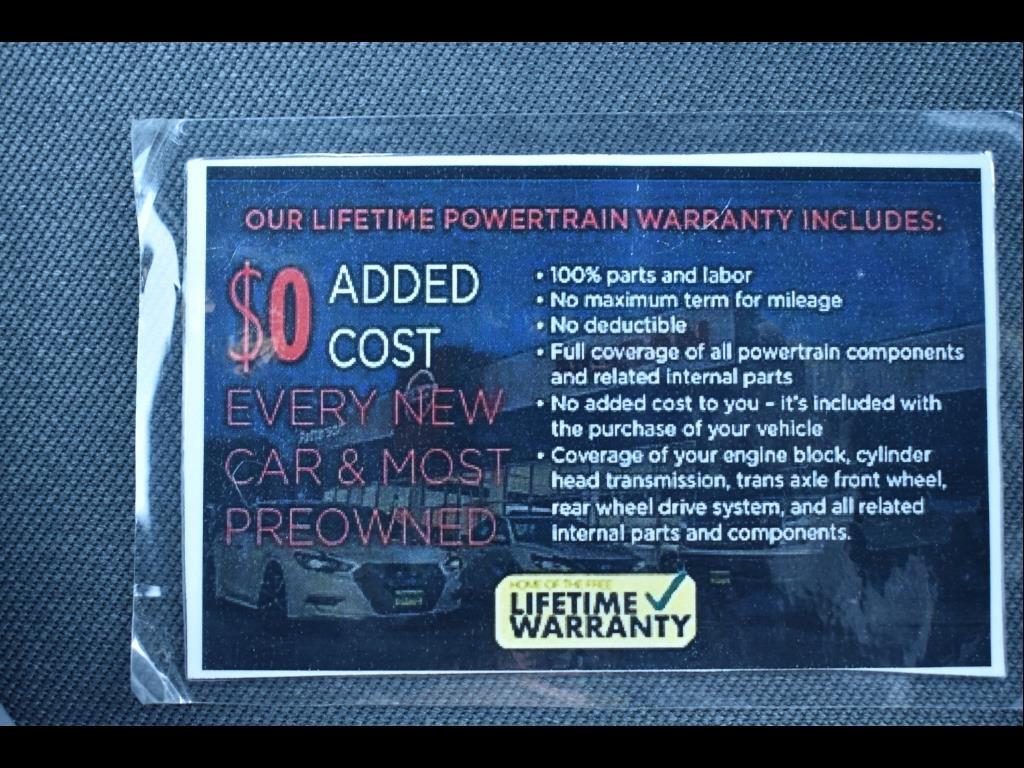 OUR LIFETIME POWERTRAIN WARRANTY INCLUDES:
$0 ADDED
COST
EVERY NEW
CAR & MOST
PREOWNED
• 100% parts and labor
• No maximum term for mileage
• No deductible
• Full coverage of all powertrain components
and related internal parts
• No added cost to you – it's included with
the purchase of your vehicle
• Coverage of your engine block, cylinder
head transmission, trans axle front wheel,
rear wheel drive system, and all related
internal parts and components.
HOME OF THE FREE
LIFETIME
WARRANTY